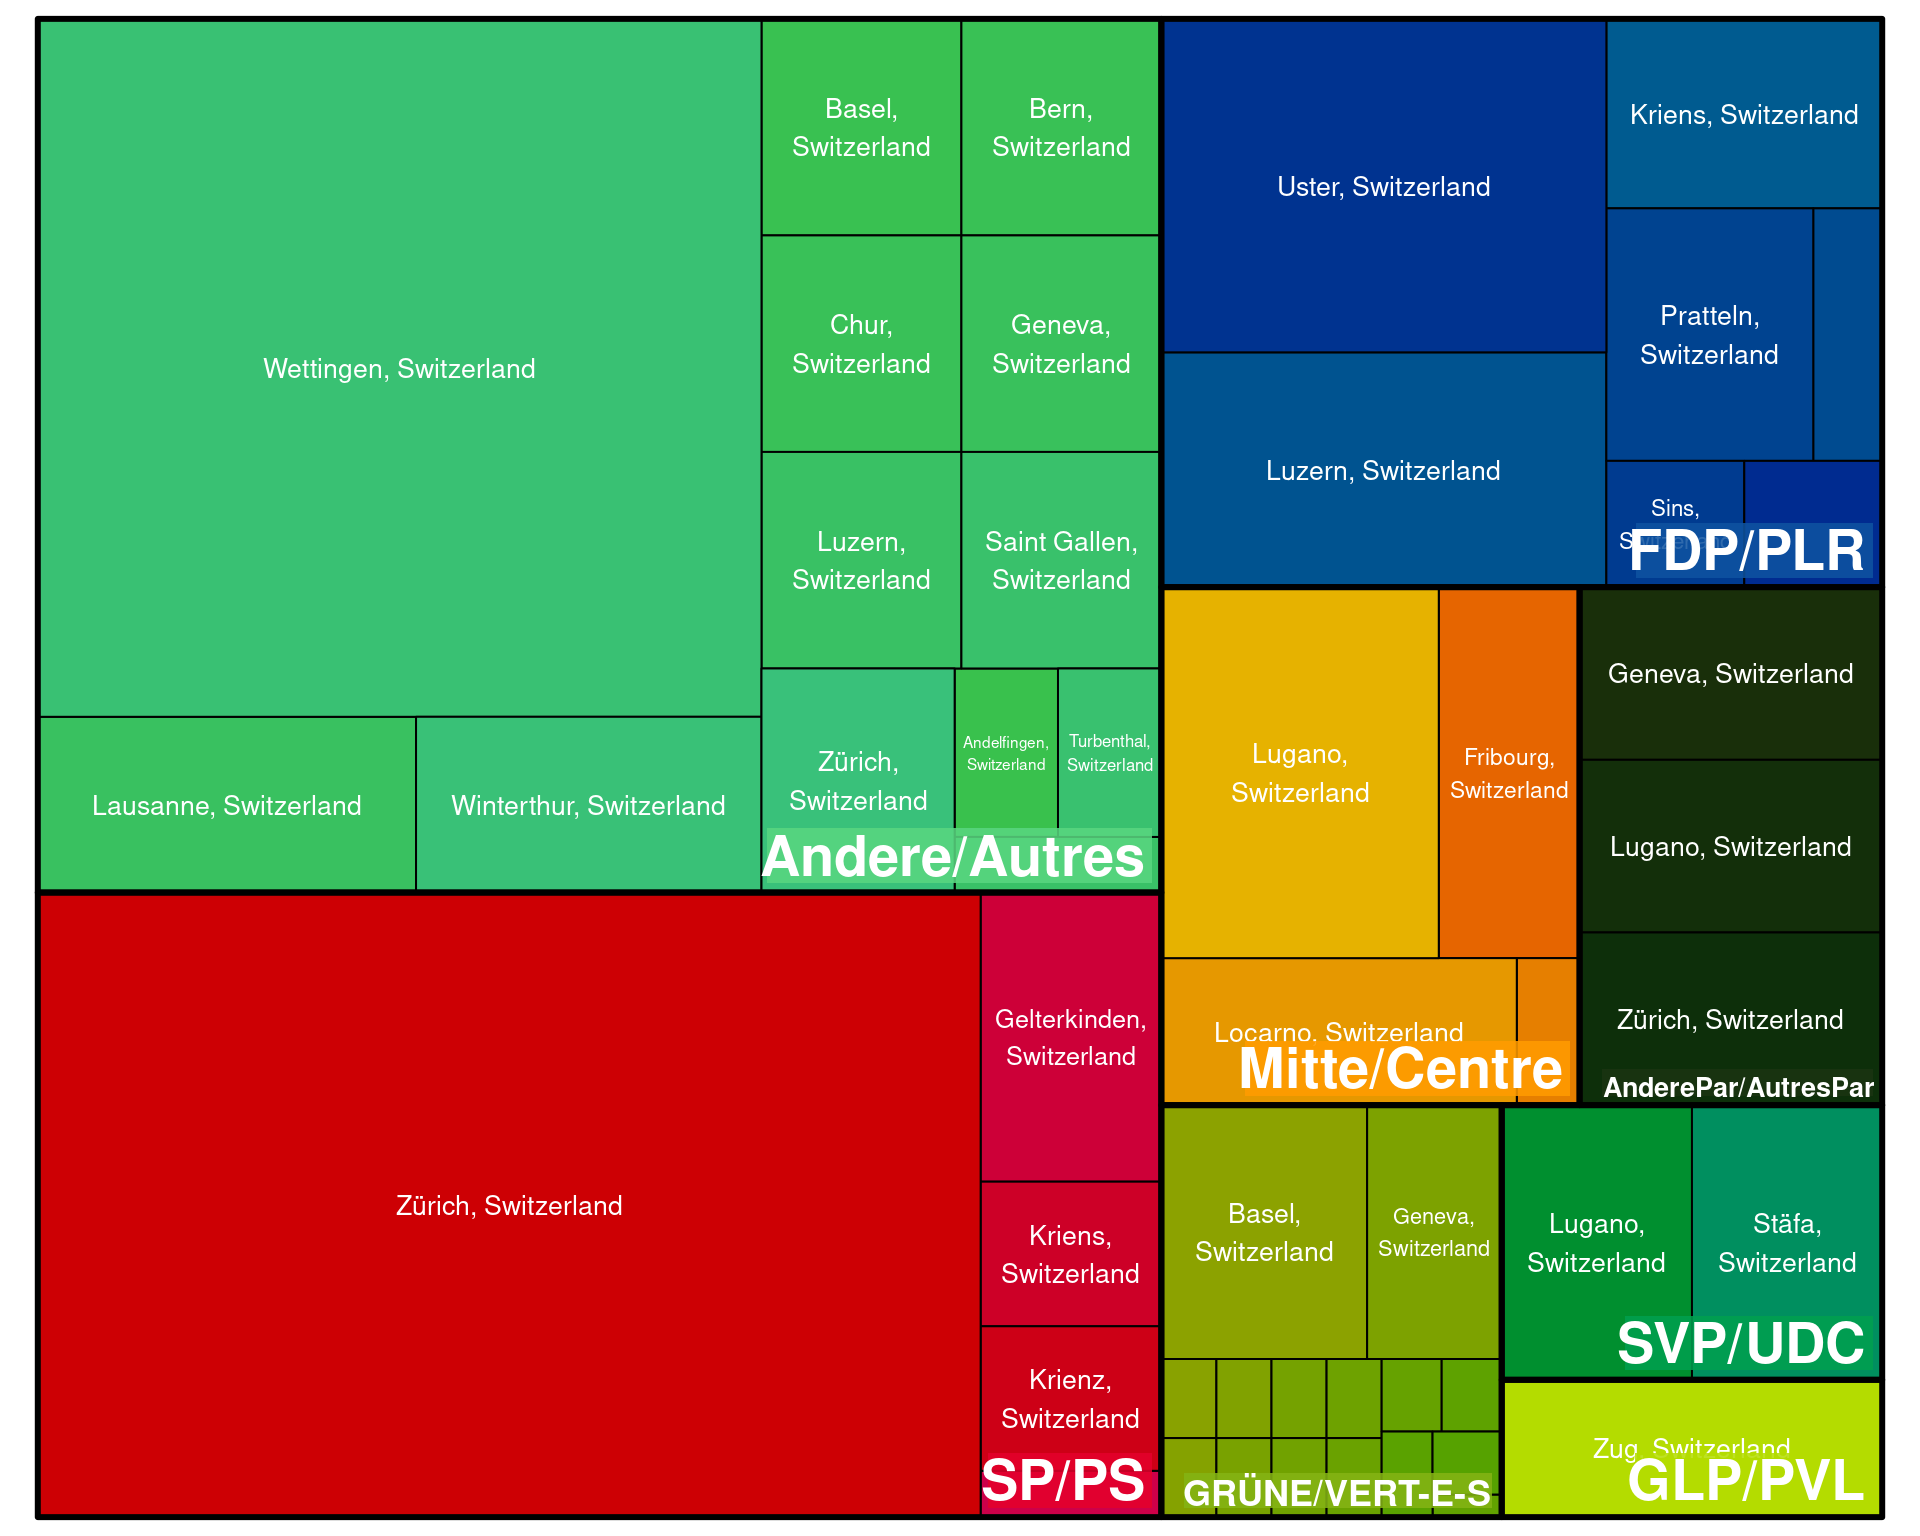 Wettingen, Switzerland
Basel,
Switzerland
Bern,
Switzerland
Chur,
Switzerland
Geneva,
Switzerland
Luzern,
Switzerland
Saint Gallen,
Switzerland
Lausanne, Switzerland
Winterthur, Switzerland
Zürich,
Switzerland
Andelfingen,
Switzerland
Turbenthal,
Switzerland
Andere/Autres
Uster, Switzerland
Kriens, Switzerland
Pratteln,
Switzerland
Luzern, Switzerland
Sins,
Switzerland
FDP/PLR
Lugano,
Switzerland
Fribourg,
Switzerland
Locarno, Switzerland
Mitte/Centre
Geneva, Switzerland
Lugano, Switzerland
Zürich, Switzerland
AnderePar/AutresPar
Zürich, Switzerland
Gelterkinden,
Switzerland
Kriens,
Switzerland
Krienz,
Switzerland
SP/PS
Basel,
Switzerland
Geneva,
Switzerland
GRÜNE/VERT-E-S
Lugano,
Switzerland
Stäfa,
Switzerland
SVP/UDC
Zug, Switzerland
GLP/PVL